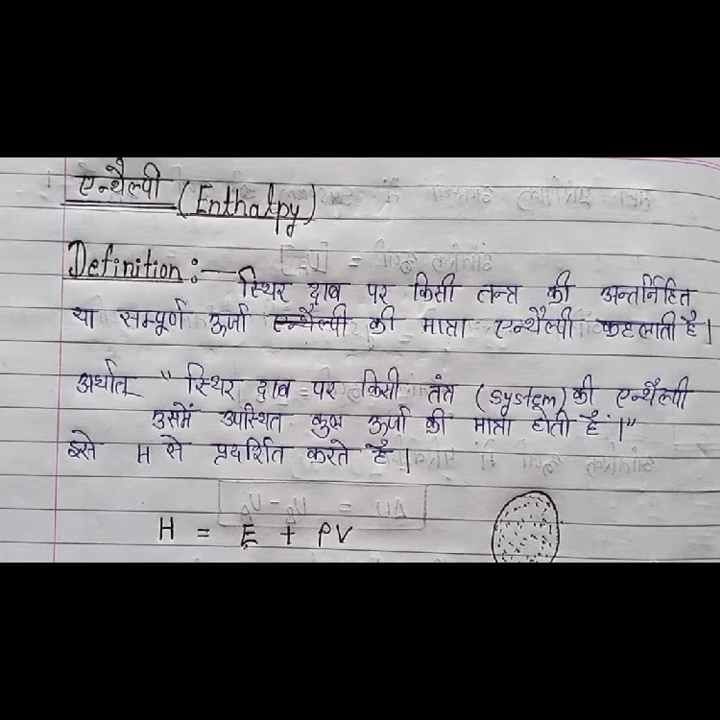 एन्थैल्पी (Enthalpy)
Definition :— स्थिर दाब पर किसी तन्त्र की अन्तर्निहित
या सम्पूर्ण ऊर्जा एन्थैल्पी की मात्रा एन्थैल्पी कहलाती है।
अर्थात् "स्थिर दाब पर किसी तंत्र (system) की एन्थैल्पी
उसमें उपस्थित कुल ऊर्जा की मात्रा होती है।"
इसे H से प्रदर्शित करते है।
H = E + PV